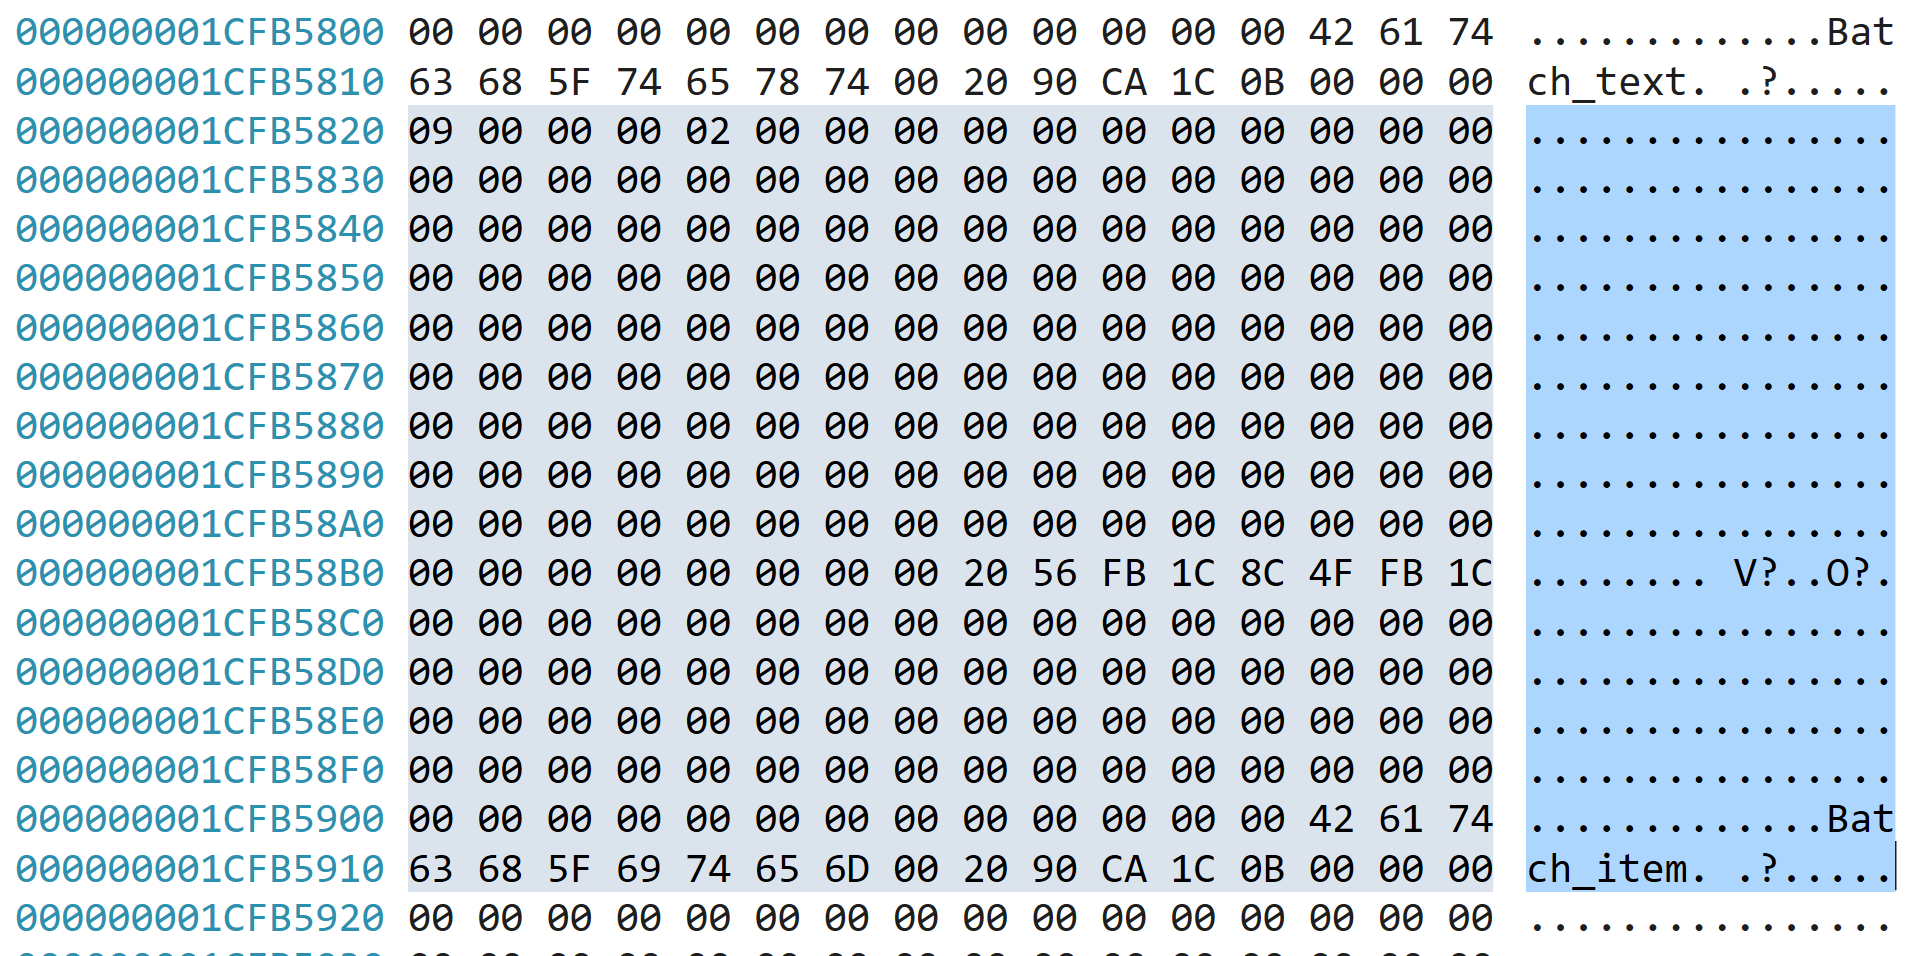 000000001CFB5800 00 00 00 00 00 00 00 00 00 00 00 00 00 42 61 74 .............Bat
000000001CFB5810 63 68 5F 74 65 78 74 00 20 90 CA 1C 0B 00 00 00 ch_text. .?.....
000000001CFB5820 09 00 00 00 02 00 00 00 00 00 00 00 00 00 00 00 ................
000000001CFB5830 00 00 00 00 00 00 00 00 00 00 00 00 00 00 00 00 ................
000000001CFB5840 00 00 00 00 00 00 00 00 00 00 00 00 00 00 00 00 ................
000000001CFB5850 00 00 00 00 00 00 00 00 00 00 00 00 00 00 00 00 ................
000000001CFB5860 00 00 00 00 00 00 00 00 00 00 00 00 00 00 00 00 ................
000000001CFB5870 00 00 00 00 00 00 00 00 00 00 00 00 00 00 00 00 ................
000000001CFB5880 00 00 00 00 00 00 00 00 00 00 00 00 00 00 00 00 ................
000000001CFB5890 00 00 00 00 00 00 00 00 00 00 00 00 00 00 00 00 ................
000000001CFB58A0 00 00 00 00 00 00 00 00 00 00 00 00 00 00 00 00 ................
000000001CFB58B0 00 00 00 00 00 00 00 00 20 56 FB 1C 8C 4F FB 1C ........ V?..O?.
000000001CFB58C0 00 00 00 00 00 00 00 00 00 00 00 00 00 00 00 00 ................
000000001CFB58D0 00 00 00 00 00 00 00 00 00 00 00 00 00 00 00 00 ................
000000001CFB58E0 00 00 00 00 00 00 00 00 00 00 00 00 00 00 00 00 ................
000000001CFB58F0 00 00 00 00 00 00 00 00 00 00 00 00 00 00 00 00 ................
000000001CFB5900 00 00 00 00 00 00 00 00 00 00 00 00 00 42 61 74 .............Bat
000000001CFB5910 63 68 5F 69 74 65 6D 00 20 90 CA 1C 0B 00 00 00 ch_item. .?.....
000000001CFB5920 00 00 00 00 00 00 00 00 00 00 00 00 00 00 00 00 ................